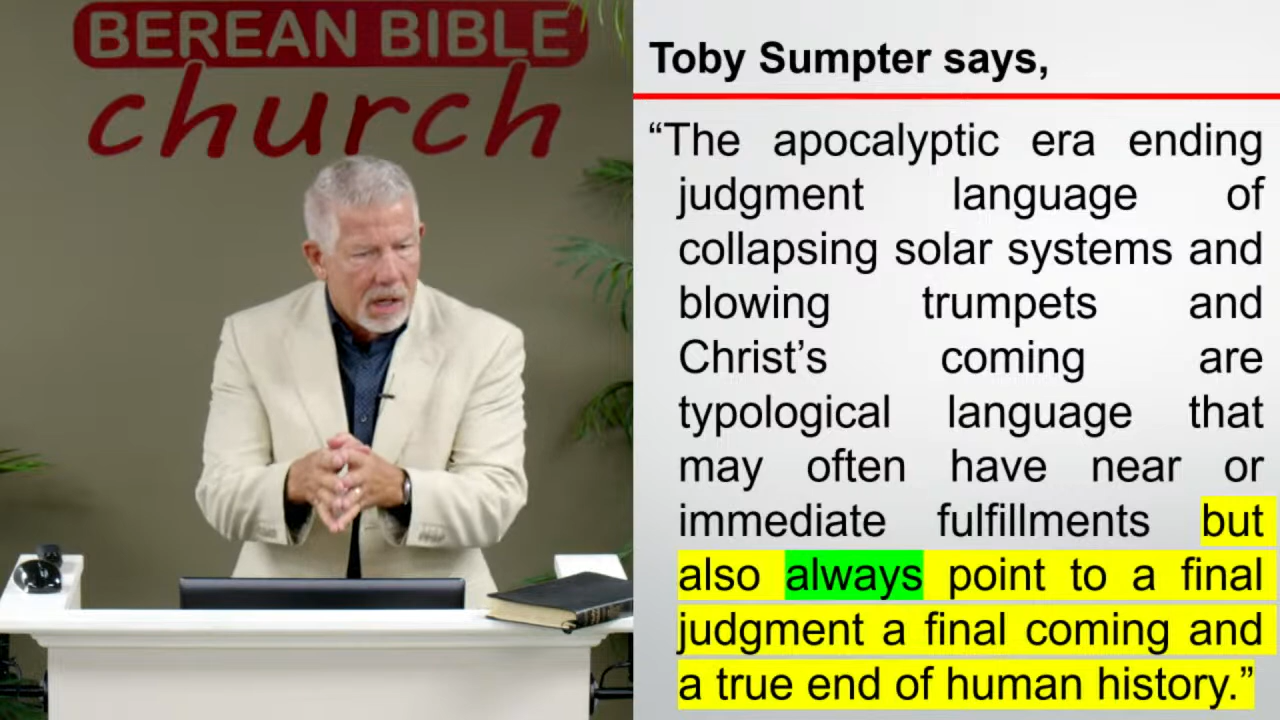 BEREAN BIBLE
church
Toby Sumpter says,
“The apocalyptic era ending
judgment language of
collapsing solar systems and
blowing trumpets and
Christ’s coming are
typological language that
may often have near or
immediate fulfillments but
also always point to a final
judgment a final coming and
a true end of human history.”